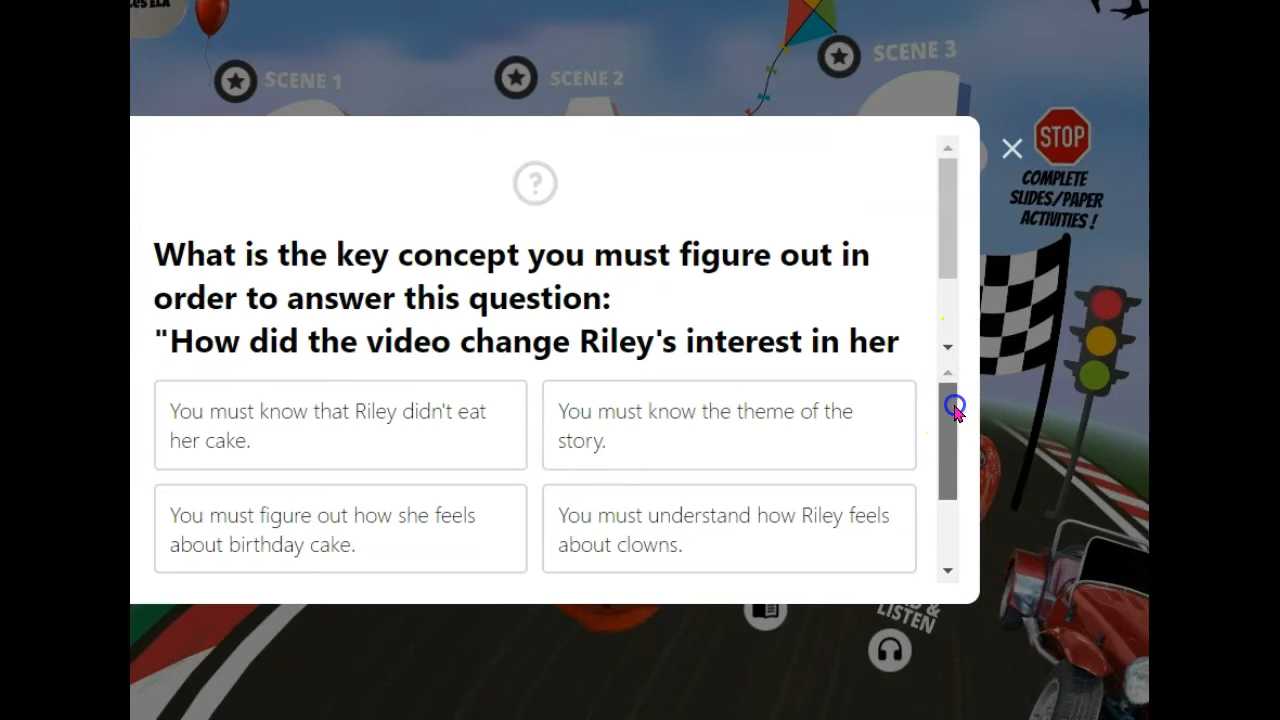 SCENE 1
SCENE 2
SCENE 3
STOP
COMPLETE
SLIDES/PAPER
ACTIVITIES !
?
What is the key concept you must figure out in
order to answer this question:
"How did the video change Riley's interest in her
You must know that Riley didn't eat
her cake.
You must know the theme of the
story.
You must figure out how she feels
about birthday cake.
You must understand how Riley feels
about clowns.
LISTEN